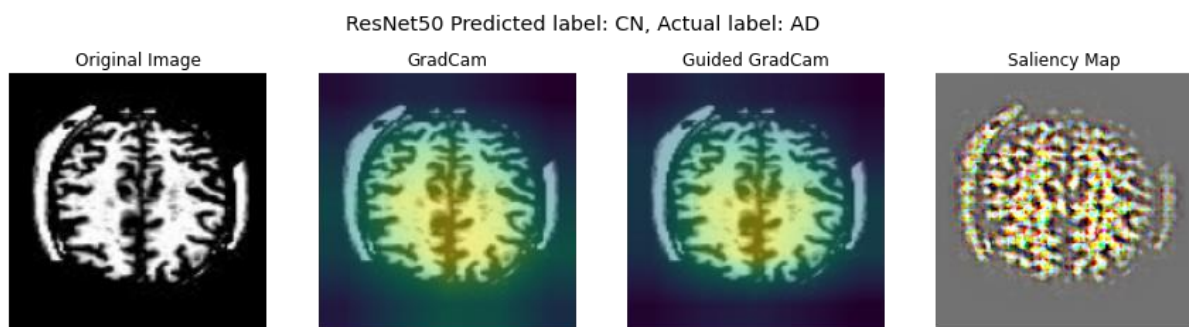 ResNet50 Predicted label: CN, Actual label: AD
Original Image
GradCam
Guided GradCam
Saliency Map